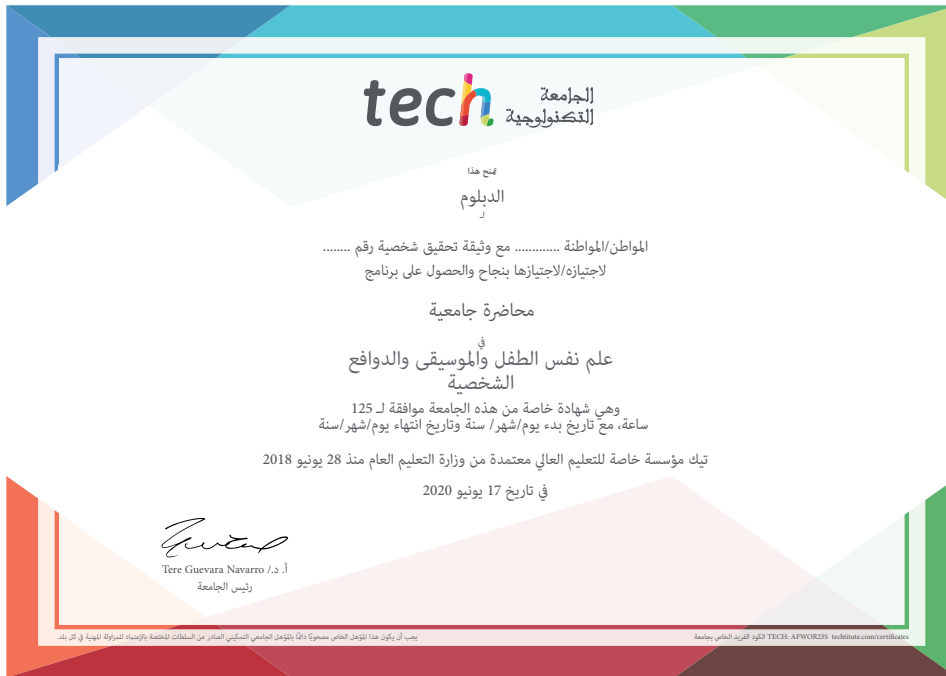 tech الجامعة
التكنولوجية
يمنح هذا
الدبلوم
لـ
المواطن/المواطنة ............. مع وثيقة تحقيق شخصية رقم ........
لاجتيازه/لاجتيازها بنجاح والحصول على برنامج
محاضرة جامعية
في
علم نفس الطفل والموسيقى والدوافع
الشخصية
وهي شهادة خاصة من هذه الجامعة موافقة لـ 125
ساعة، مع تاريخ بدء يوم/شهر/ سنة وتاريخ انتهاء يوم/شهر/سنة
تيك مؤسسة خاصة للتعليم العالي معتمدة من وزارة التعليم العام منذ 28 يونيو 2018
في تاريخ 17 يونيو 2020
أ. د./ Tere Guevara Navarro
رئيس الجامعة
يجب أن يكون هذا المؤهل الخاص مصحوبًا دائمًا بالمؤهل الجامعي التمكيني الصادر عن السلطات المختصة بالإعتماد للمزاولة المهنية في كل بلد.
الكود الفريد الخاص بجامعة TECH: AFWOR23S techtitute.com/certificates